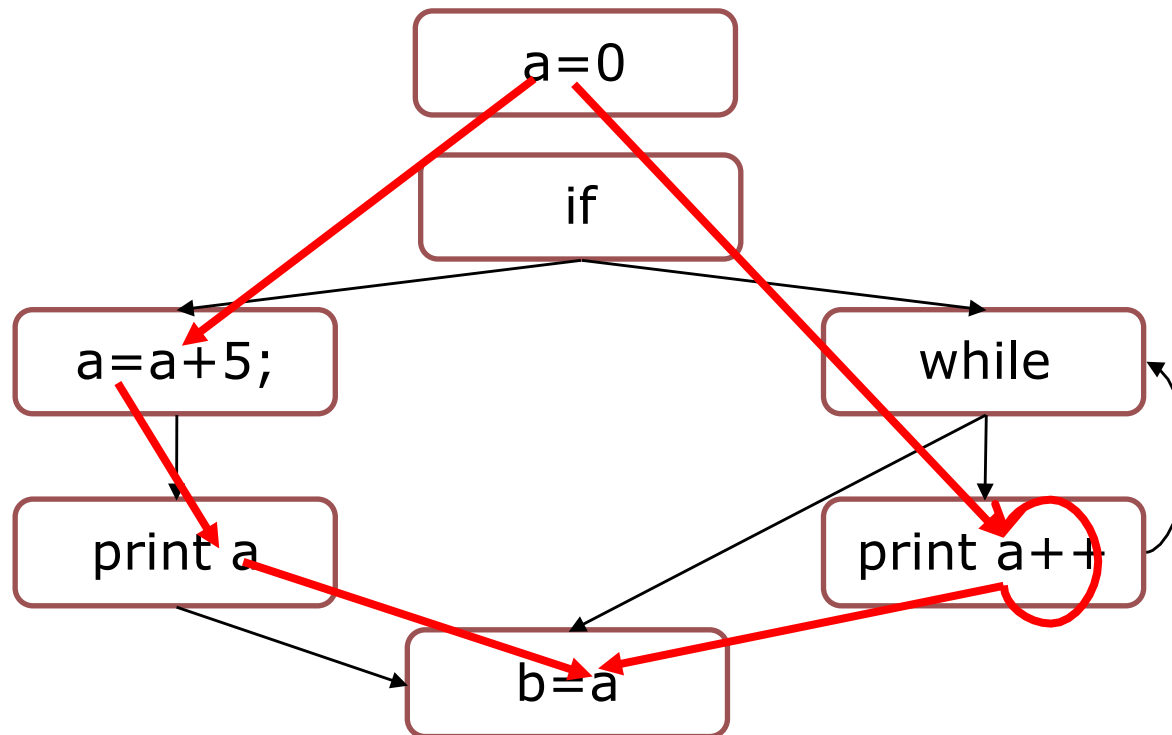 a=0
if
a=a+5;
while
print a
print a++
b=a